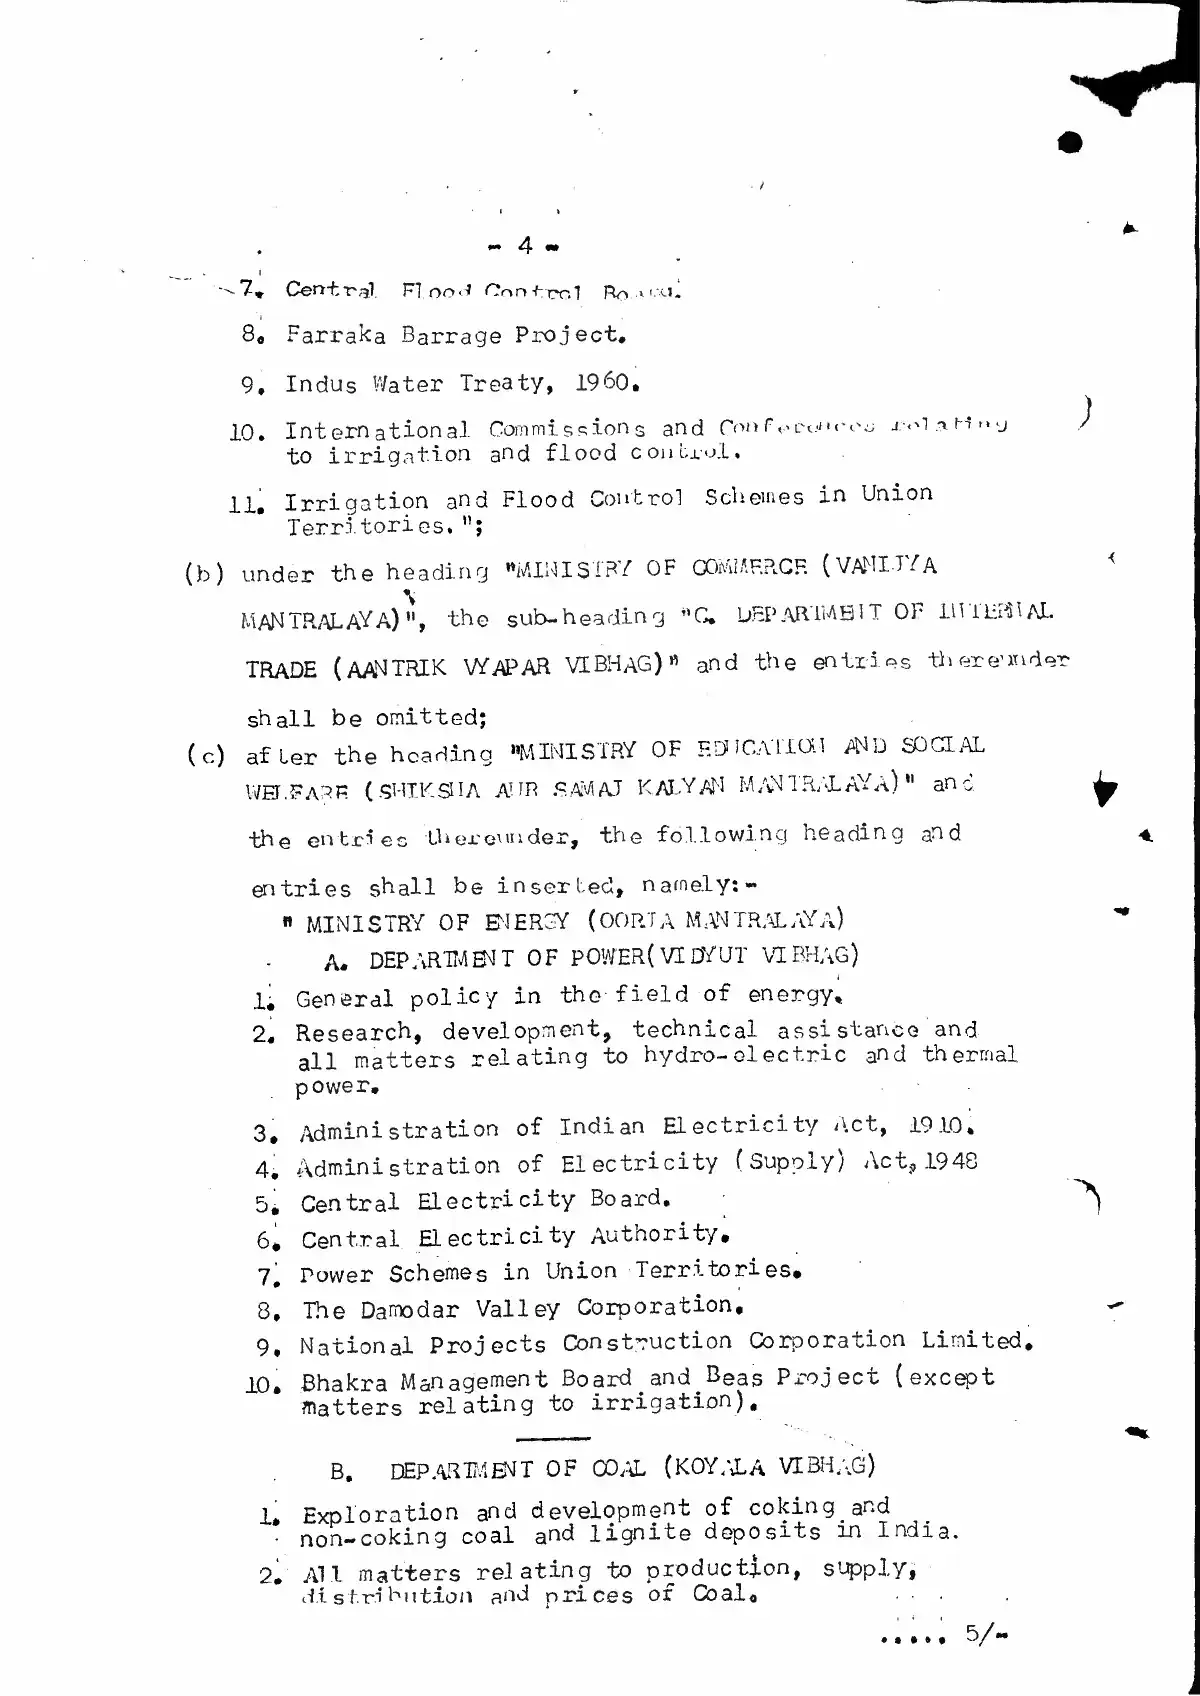 - 4 -
7. Central Flood Control Board.
8. Farraka Barrage Project.
9. Indus Water Treaty, 1960.
10. International Commissions and Conferences relating
to irrigation and flood control.
11. Irrigation and Flood Control Schemes in Union
Territories.";
(b) under the heading "MINISTRY OF COMMERCE (VANIJYA
MANTRALAYA)", the sub-heading "C. DEPARTMENT OF INTERNAL
TRADE (AANTRIK VYAPAR VIBHAG)" and the entries thereunder
shall be omitted;
(c) after the heading "MINISTRY OF EDUCATION AND SOCIAL
WELFARE (SHIKSHA AUR SAMAJ KALYAN MANTRALAYA)" and
the entries thereunder, the following heading and
entries shall be inserted, namely:-
" MINISTRY OF ENERGY (OORJA MANTRALAYA)
A. DEPARTMENT OF POWER(VIDYUT VIBHAG)
1. General policy in the field of energy.
2. Research, development, technical assistance and
all matters relating to hydro-electric and thermal
power.
3. Administration of Indian Electricity Act, 1910.
4. Administration of Electricity (Supply) Act, 1948
5. Central Electricity Board.
6. Central Electricity Authority.
7. Power Schemes in Union Territories.
8. The Damodar Valley Corporation.
9. National Projects Construction Corporation Limited.
10. Bhakra Management Board and Beas Project (except
matters relating to irrigation).
B. DEPARTMENT OF COAL (KOYALA VIBHAG)
1. Exploration and development of coking and
non-coking coal and lignite deposits in India.
2. All matters relating to production, supply,
distribution and prices of Coal.
..... 5/-